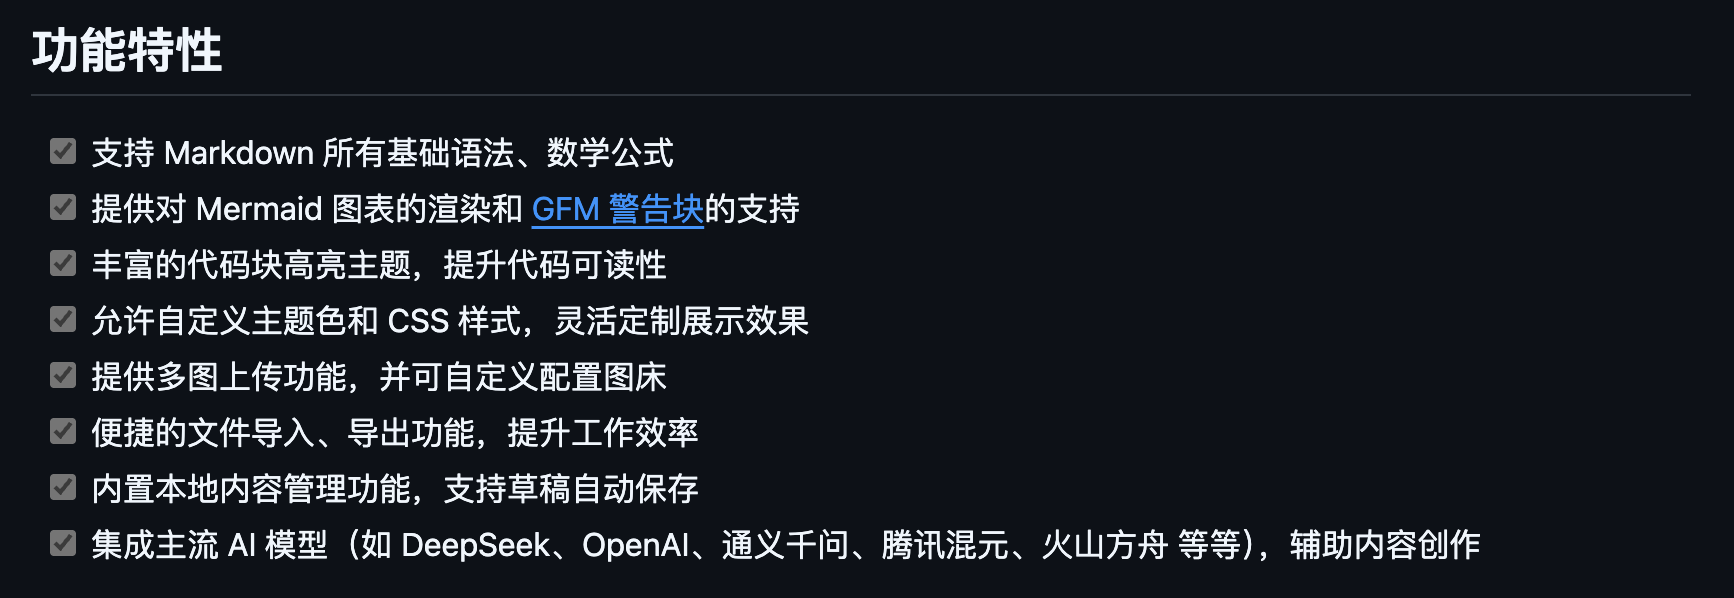 功能特性
支持 Markdown 所有基础语法、数学公式
提供对 Mermaid 图表的渲染和 GFM 警告块的支持
丰富的代码块高亮主题，提升代码可读性
允许自定义主题色和 CSS 样式，灵活定制展示效果
提供多图上传功能，并可自定义配置图床
便捷的文件导入、导出功能，提升工作效率
内置本地内容管理功能，支持草稿自动保存
集成主流 AI 模型（如 DeepSeek、OpenAI、通义千问、腾讯混元、火山方舟 等等），辅助内容创作